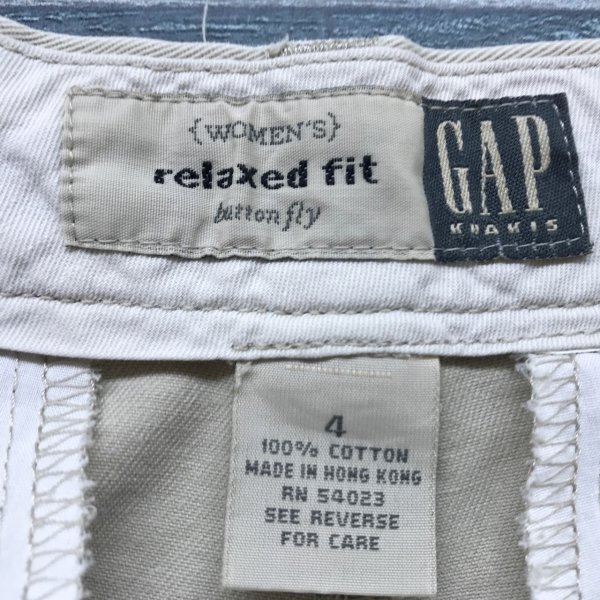 {WOMEN'S}
relaxed fit
button fly
GAP
KHAKIS
4
100% COTTON
MADE IN HONG KONG
RN 54023
SEE REVERSE
FOR CARE